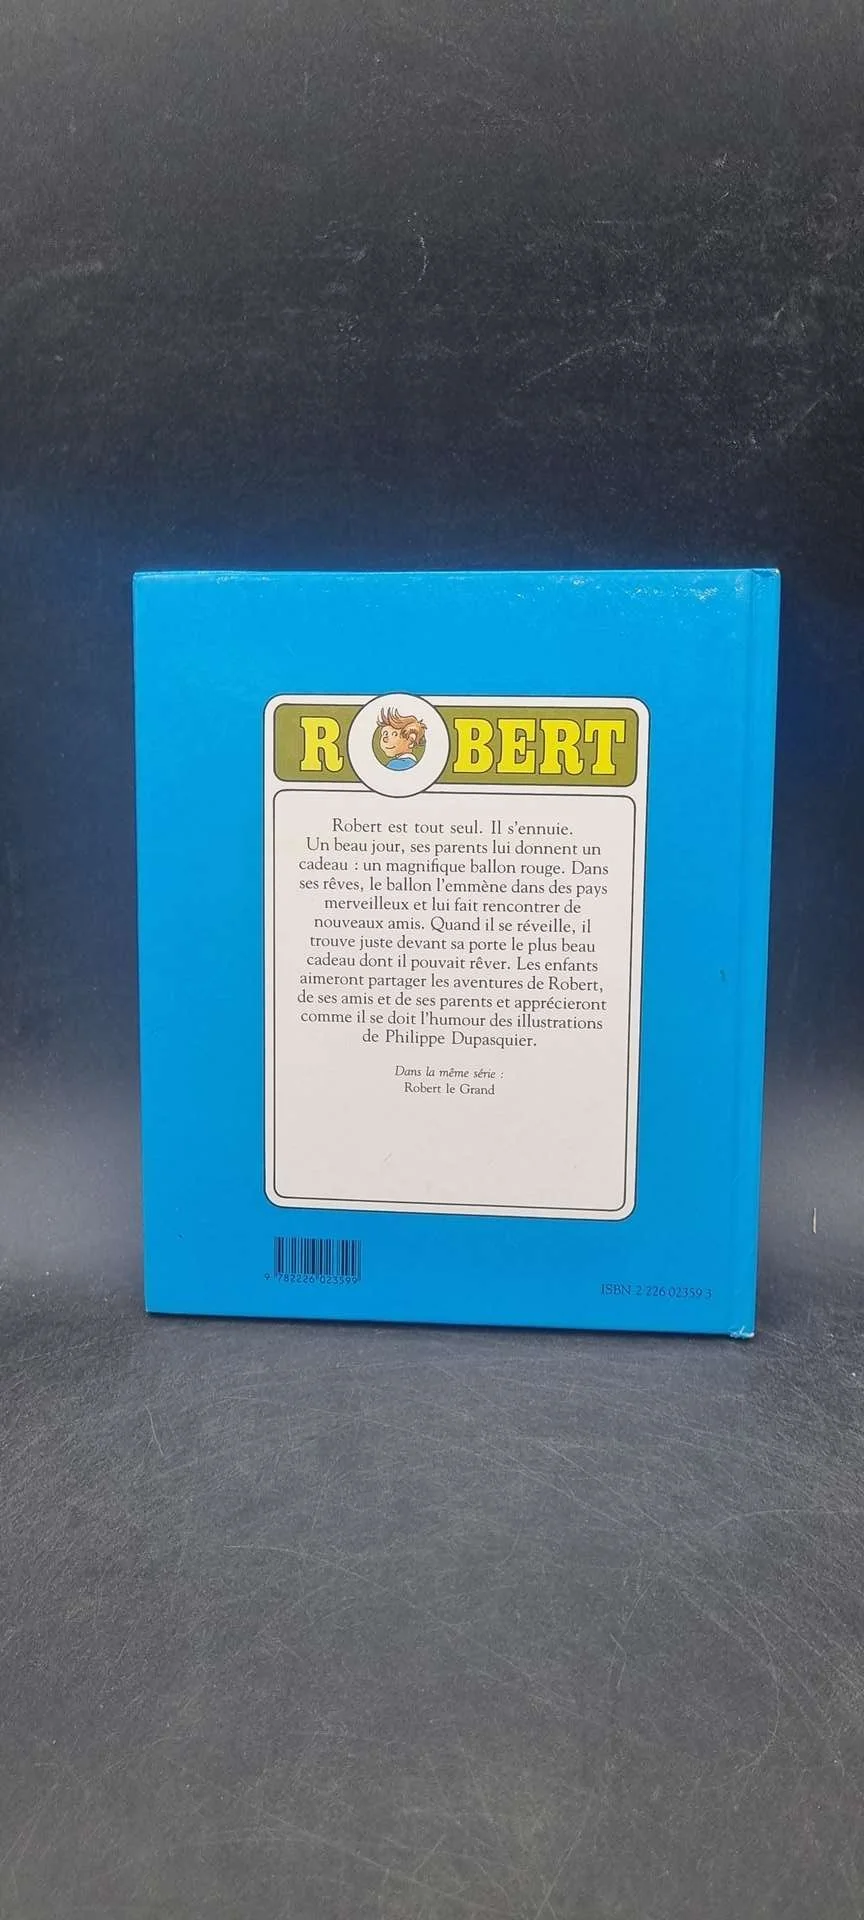 ROBERT
Robert est tout seul. Il s'ennuie.
Un beau jour, ses parents lui donnent un
cadeau : un magnifique ballon rouge. Dans
ses rêves, le ballon l'emmène dans des pays
merveilleux et lui fait rencontrer de
nouveaux amis. Quand il se réveille, il
trouve juste devant sa porte le plus beau
cadeau dont il pouvait rêver. Les enfants
aimeront partager les aventures de Robert,
de ses amis et de ses parents et apprécieront
comme il se doit l'humour des illustrations
de Philippe Dupasquier.
Dans la même série :
Robert le Grand
9 782226 023599
ISBN 2 226 02359 3